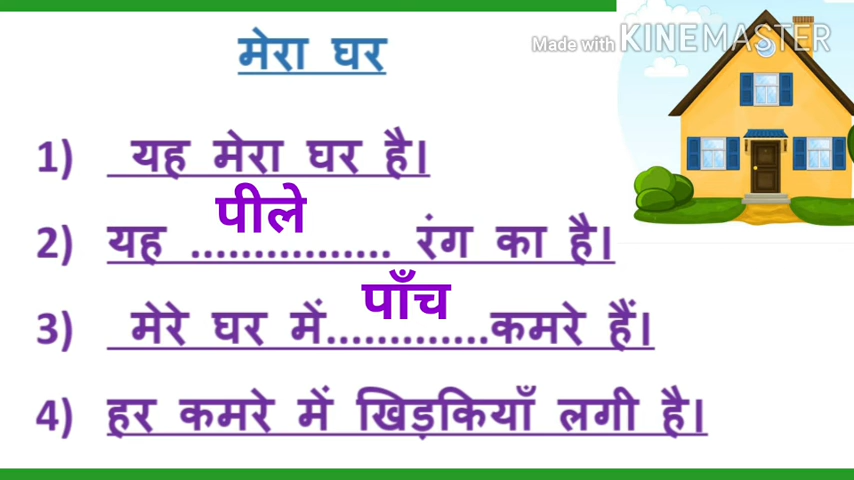 मेरा घर
Made with KINEMASTER
1) यह मेरा घर है।
पीले
2) यह ................ रंग का है।
पाँच
3) मेरे घर में.............कमरे हैं।
4) हर कमरे में खिड़कियाँ लगी है।